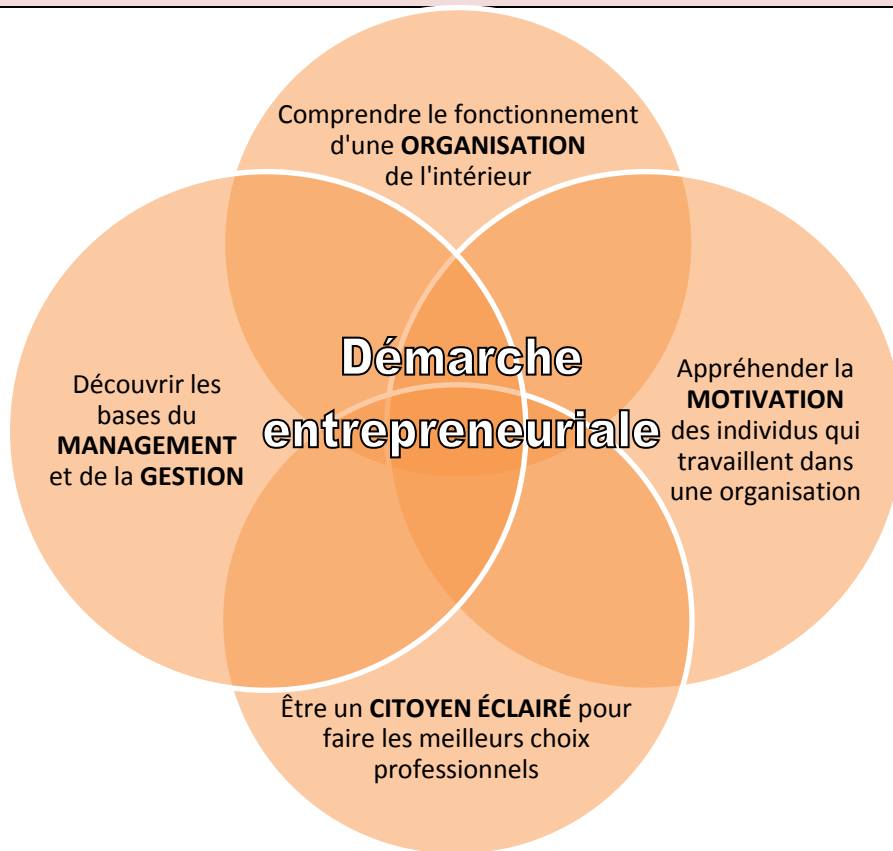 Comprendre le fonctionnement
d'une ORGANISATION
de l'intérieur
Découvrir les
bases du
MANAGEMENT
et de la GESTION
Démarche
entrepreneuriale
Appréhender la
MOTIVATION
des individus qui
travaillent dans
une organisation
Être un CITOYEN ÉCLAIRÉ pour
faire les meilleurs choix
professionnels